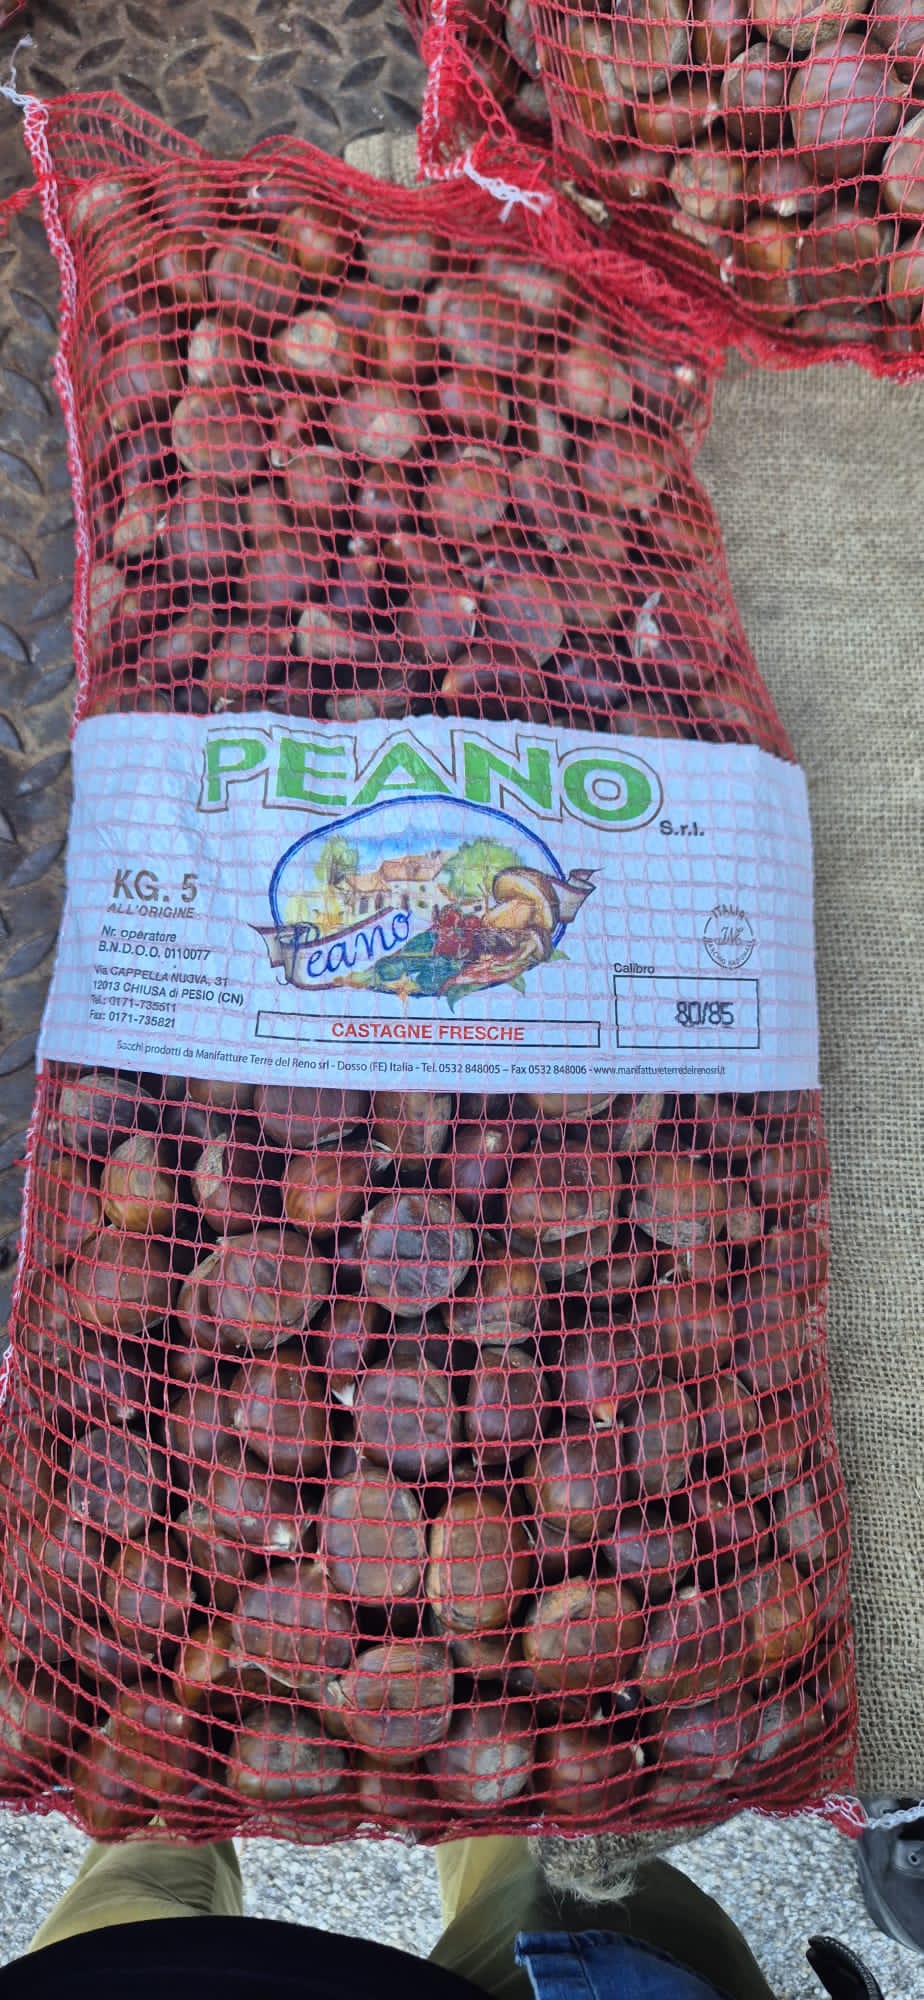 PEANO
S.r.l.
KG. 5
ALL'ORIGINE
Nr. operatore
B.N.D.O.O. 0110077
Via CAPPELLA NUOVA, 31
12013 CHIUSA di PESIO (CN)
Tel.: 0171-735511
Fax: 0171-735821
Peano
ITALIA
Calibro
80/85
CASTAGNE FRESCHE
Sacchi prodotti da Manifatture Terre del Reno srl - Dosso (FE) Italia - Tel. 0532 848005 – Fax 0532 848006 - www.manifattureterredelrenosrl.it